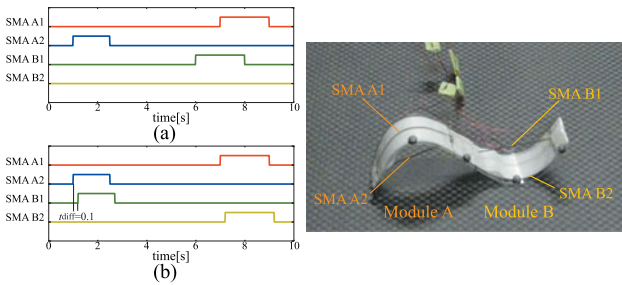 SMA A1
SMA A2
SMA B1
SMA B2
0 2 4 6 8 10
time[s]
(a)
SMA A1
SMA A2
SMA B1
SMA B2
tdiff=0.1
0 2 4 6 8 10
time[s]
(b)
SMA A1
SMA B1
SMA A2
SMA B2
Module A
Module B